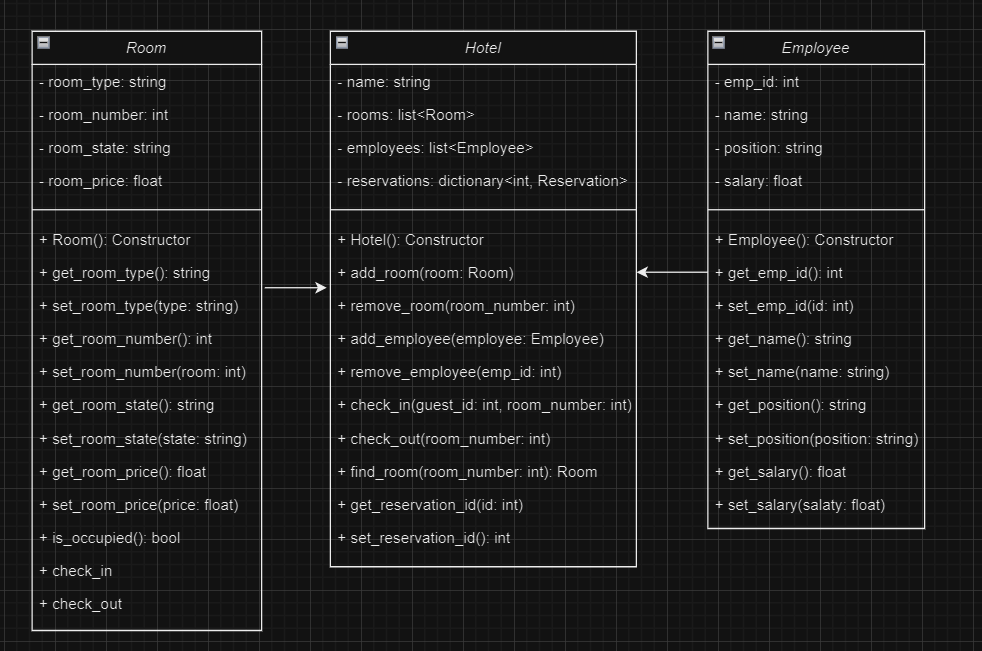 Room
- room_type: string
- room_number: int
- room_state: string
- room_price: float
+ Room(): Constructor
+ get_room_type(): string
+ set_room_type(type: string)
+ get_room_number(): int
+ set_room_number(room: int)
+ get_room_state(): string
+ set_room_state(state: string)
+ get_room_price(): float
+ set_room_price(price: float)
+ is_occupied(): bool
+ check_in
+ check_out
Hotel
- name: string
- rooms: list<Room>
- employees: list<Employee>
- reservations: dictionary<int, Reservation>
+ Hotel(): Constructor
+ add_room(room: Room)
+ remove_room(room_number: int)
+ add_employee(employee: Employee)
+ remove_employee(emp_id: int)
+ check_in(guest_id: int, room_number: int)
+ check_out(room_number: int)
+ find_room(room_number: int): Room
+ get_reservation_id(id: int)
+ set_reservation_id(): int
Employee
- emp_id: int
- name: string
- position: string
- salary: float
+ Employee(): Constructor
+ get_emp_id(): int
+ set_emp_id(id: int)
+ get_name(): string
+ set_name(name: string)
+ get_position(): string
+ set_position(position: string)
+ get_salary(): float
+ set_salary(salaty: float)